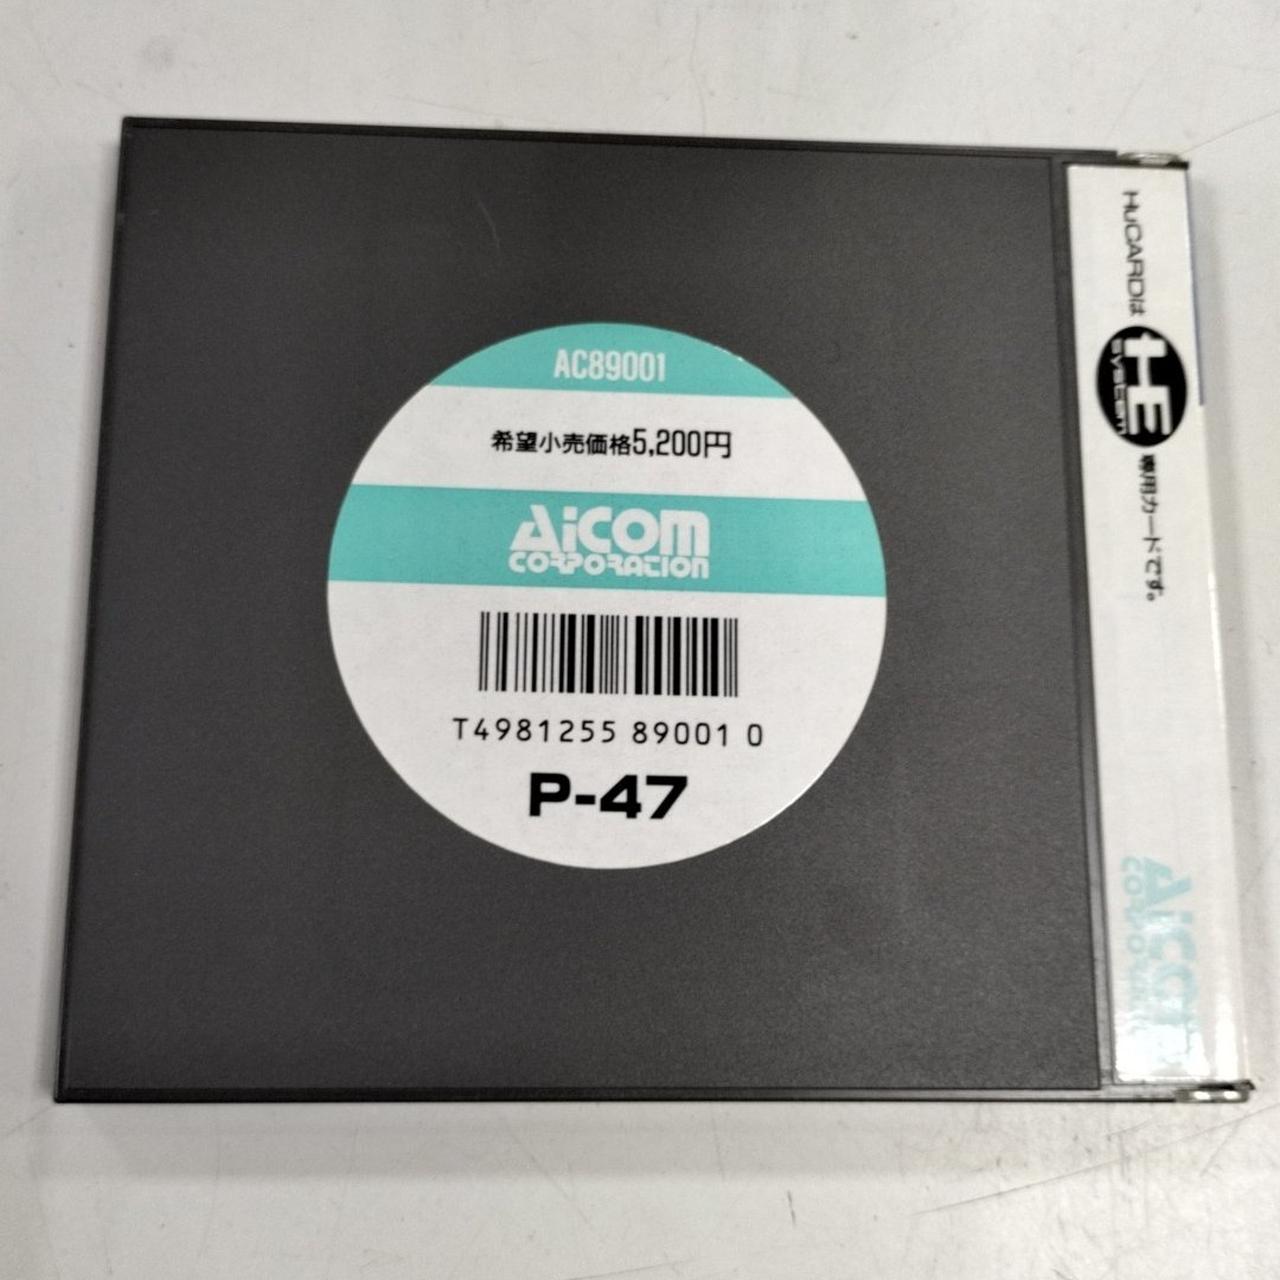 AC89001
希望小売価格5,200円
AiCOM
CORPORATION
T4981255 89001 0
P-47
HuCARDは
HE
SYSTEM
専用カードです。
AiCOM
CORPORATION